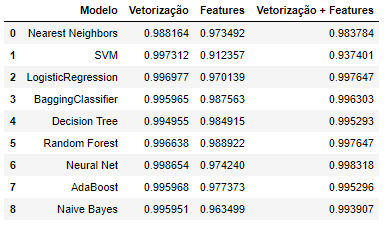 Modelo Vetorização Features Vetorização + Features
0 Nearest Neighbors 0.988164 0.973492 0.983784
1 SVM 0.997312 0.912357 0.937401
2 LogisticRegression 0.996977 0.970139 0.997647
3 BaggingClassifier 0.995965 0.987563 0.996303
4 Decision Tree 0.994955 0.984915 0.995293
5 Random Forest 0.996638 0.988922 0.997647
6 Neural Net 0.998654 0.974240 0.998318
7 AdaBoost 0.995968 0.977373 0.995296
8 Naive Bayes 0.995951 0.963499 0.993907